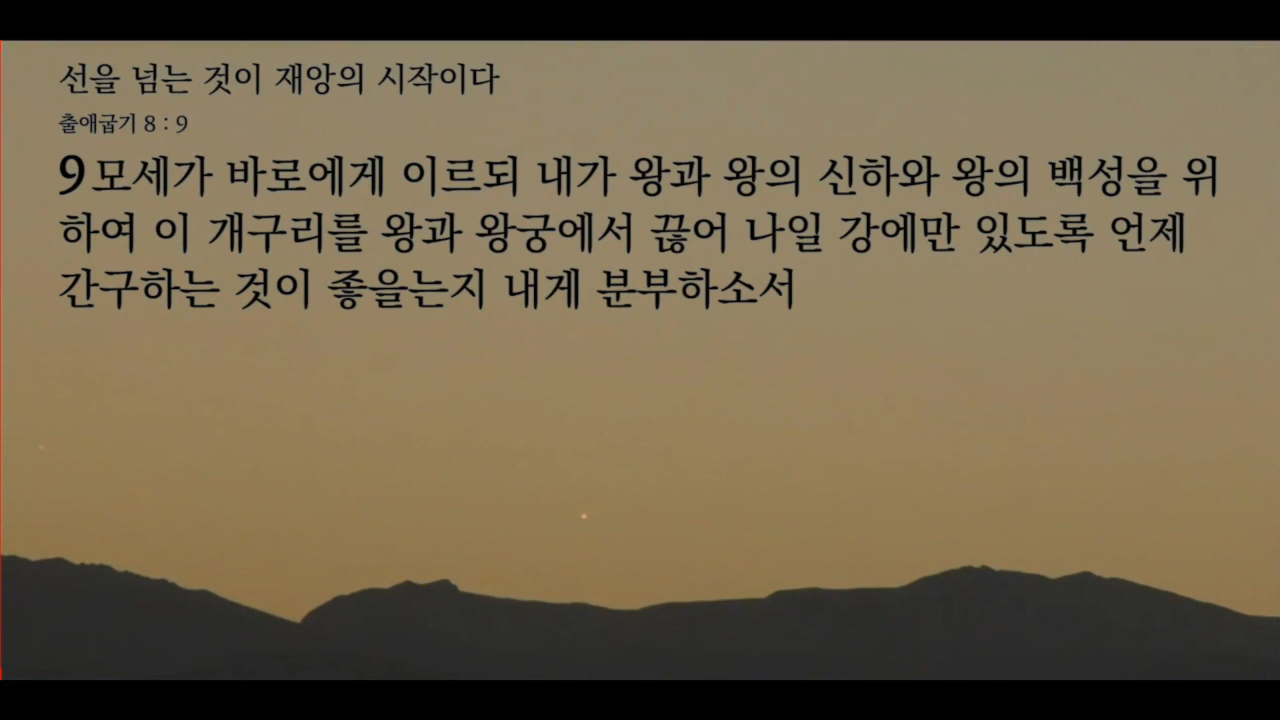 선을 넘는 것이 재앙의 시작이다
출애굽기 8 : 9
9 모세가 바로에게 이르되 내가 왕과 왕의 신하와 왕의 백성을 위
하여 이 개구리를 왕과 왕궁에서 끊어 나일 강에만 있도록 언제
간구하는 것이 좋을는지 내게 분부하소서